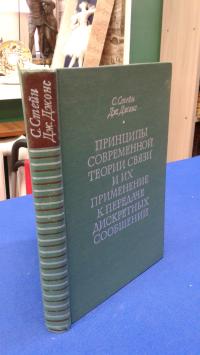 С. Стейн
Дж. Джонс
С. Стейн
Дж. Джонс
ПРИНЦИПЫ
СОВРЕМЕННОЙ
ТЕОРИИ СВЯЗИ
И ИХ
ПРИМЕНЕНИЕ
К ПЕРЕДАЧЕ
ДИСКРЕТНЫХ
СООБЩЕНИЙ